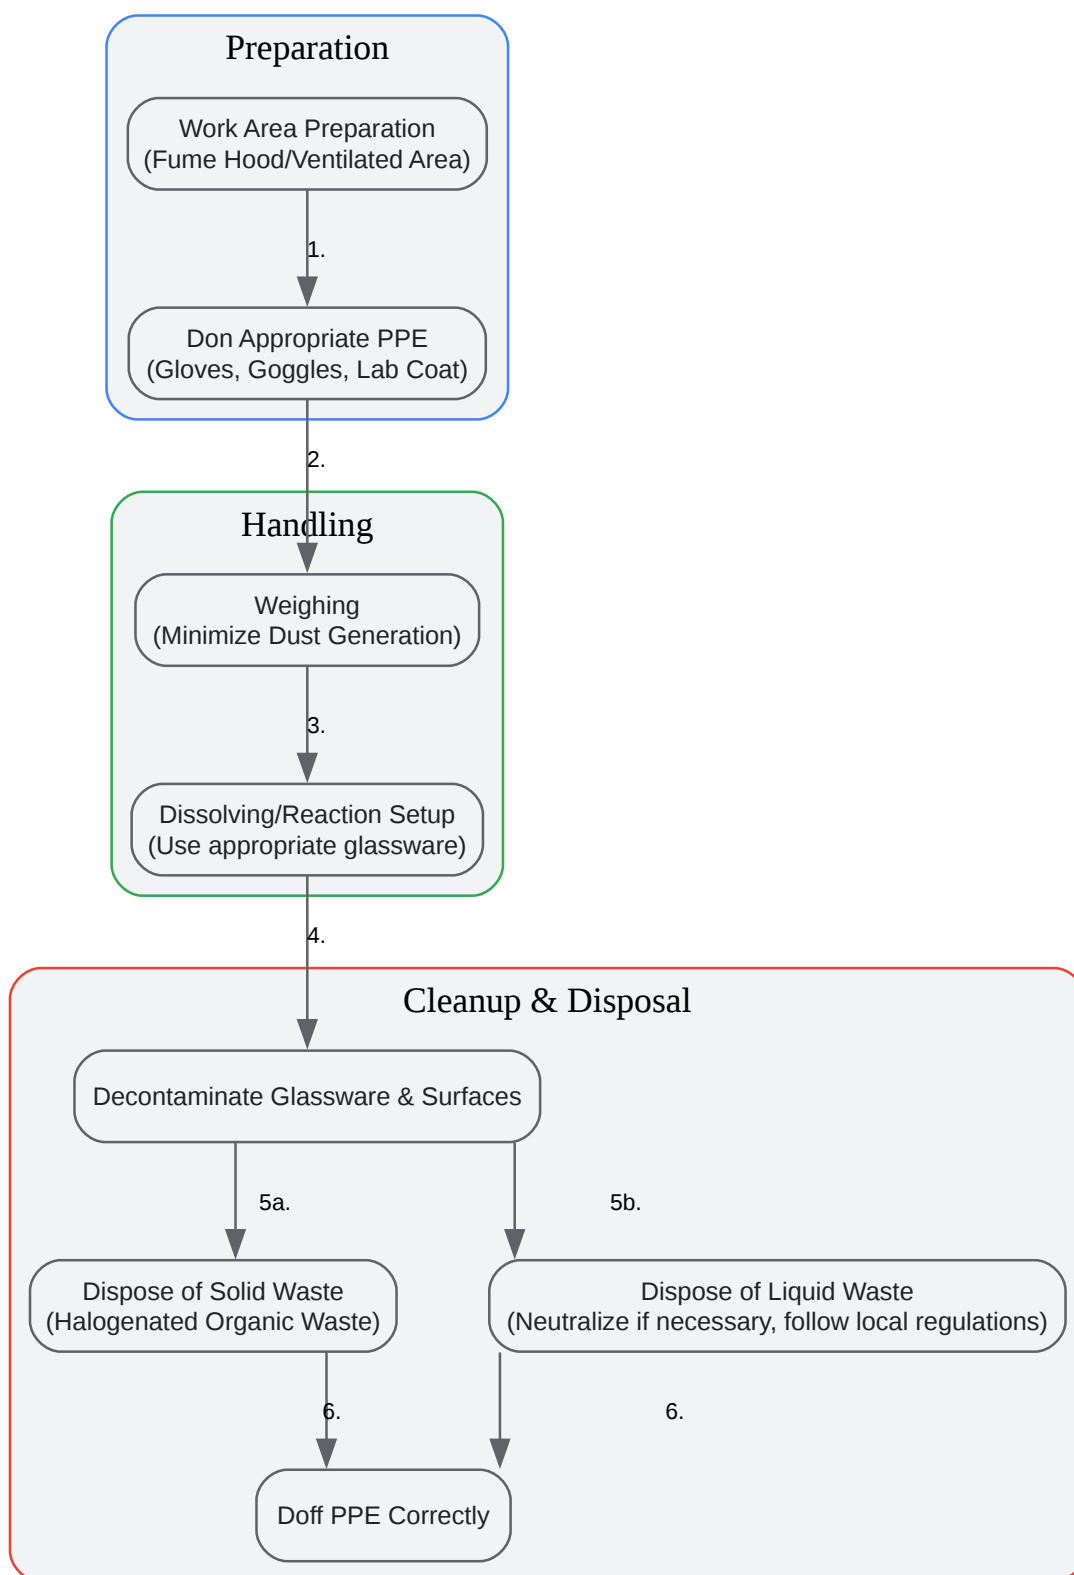 Preparation
Work Area Preparation
(Fume Hood/Ventilated Area)
1.
Don Appropriate PPE
(Gloves, Goggles, Lab Coat)
2.
Handling
Weighing
(Minimize Dust Generation)
3.
Dissolving/Reaction Setup
(Use appropriate glassware)
4.
Cleanup & Disposal
Decontaminate Glassware & Surfaces
5a.
5b.
Dispose of Solid Waste
(Halogenated Organic Waste)
Dispose of Liquid Waste
(Neutralize if necessary, follow local regulations)
6.
6.
Doff PPE Correctly